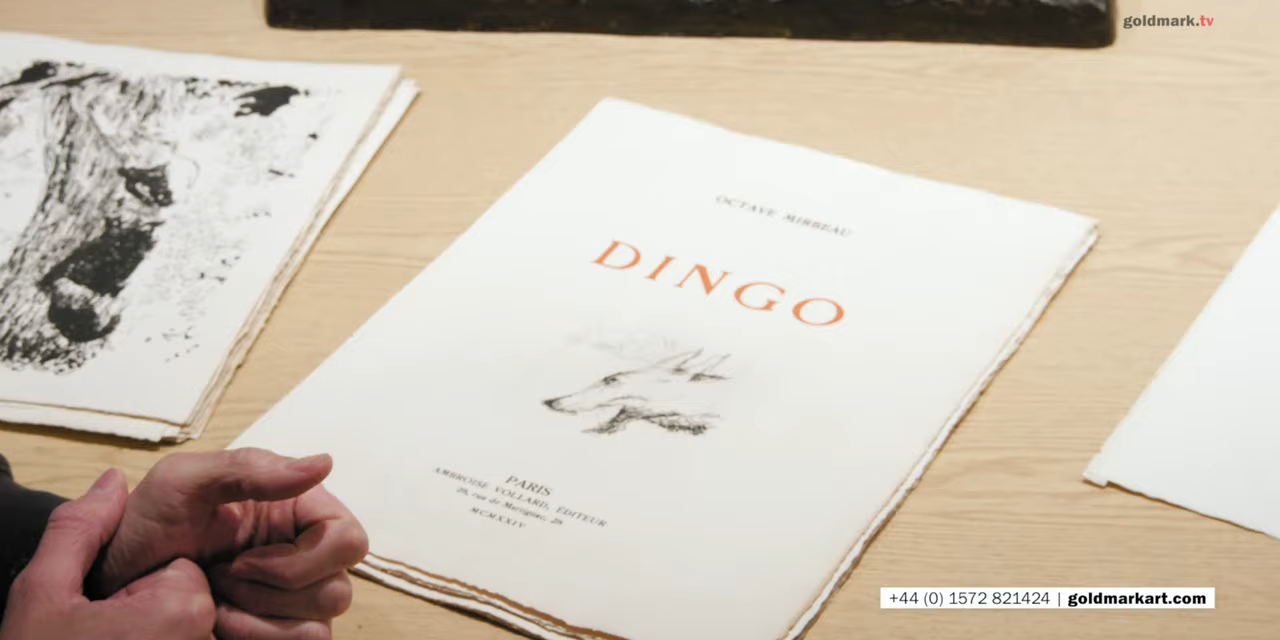 goldmark.tv
OCTAVE MIRBEAU
DINGO
PARIS
AMBROISE VOLLARD, ÉDITEUR
28, rue de Martignac, 28
MCMXXIV
+44 (0) 1572 821424 | goldmarkart.com